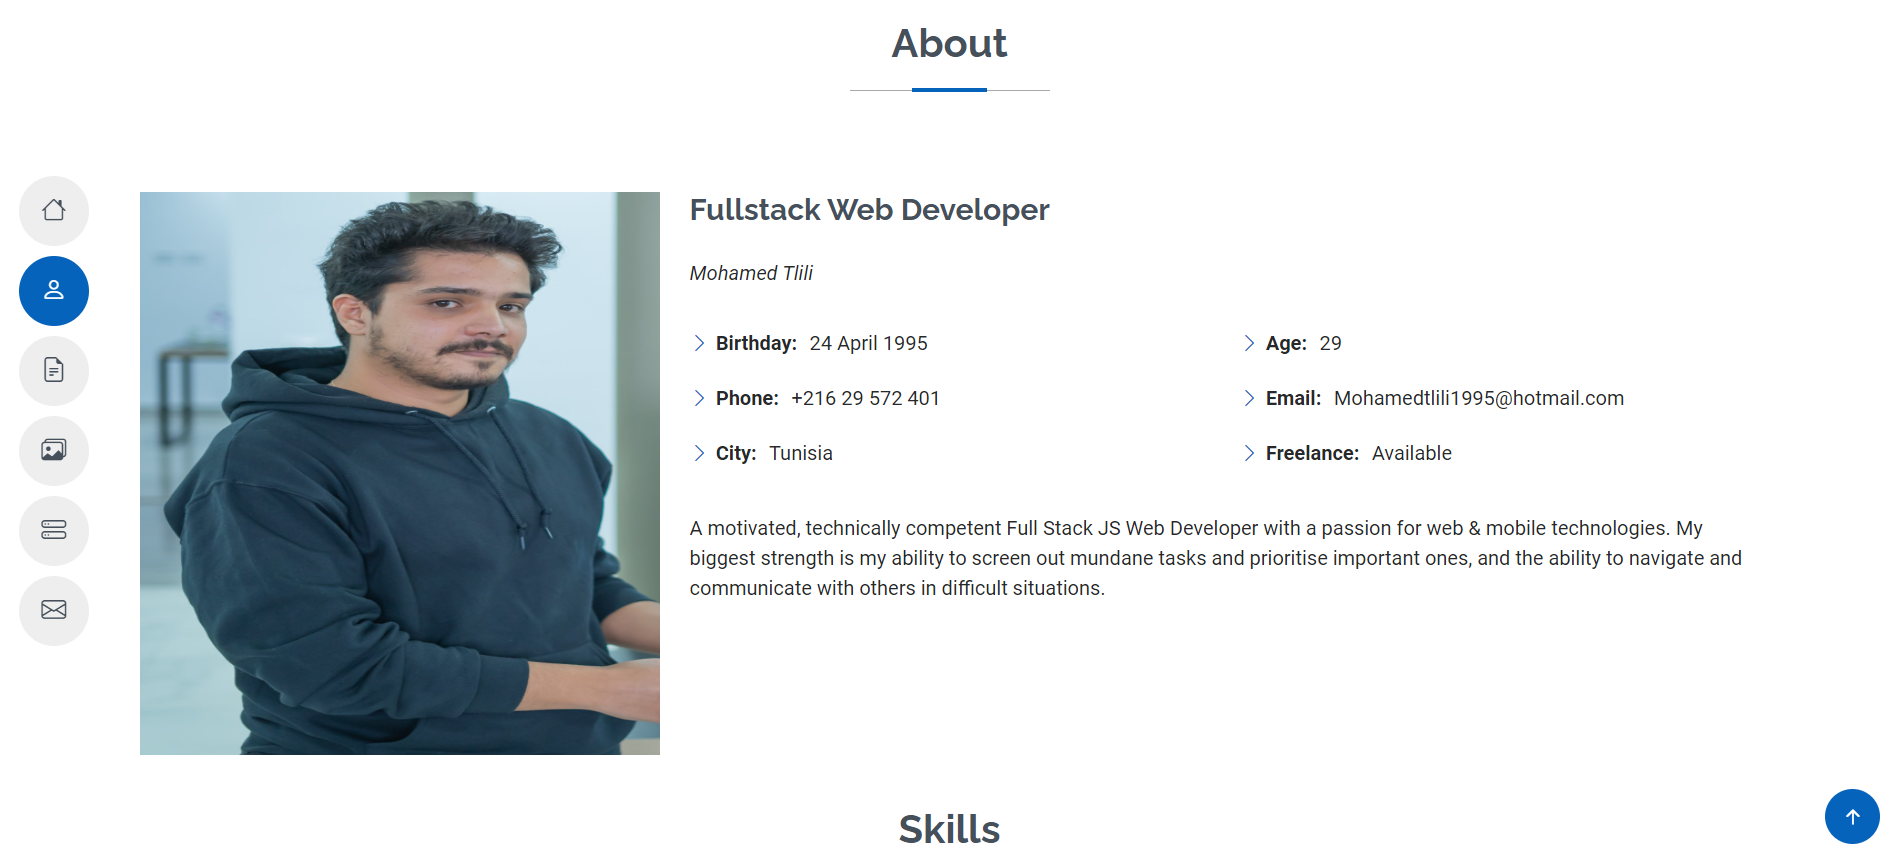 About
Fullstack Web Developer
Mohamed Tlili
Birthday: 24 April 1995
Age: 29
Phone: +216 29 572 401
Email: Mohamedtlili1995@hotmail.com
City: Tunisia
Freelance: Available
A motivated, technically competent Full Stack JS Web Developer with a passion for web & mobile technologies. My
biggest strength is my ability to screen out mundane tasks and prioritise important ones, and the ability to navigate and
communicate with others in difficult situations.
Skills